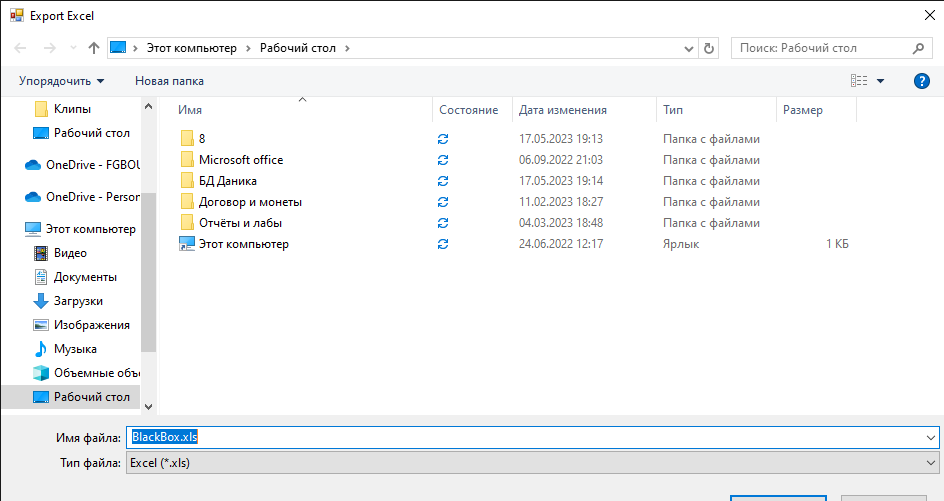 Export Excel
Этот компьютер Рабочий стол
Поиск: Рабочий стол
Упорядочить Новая папка
Клипы
Рабочий стол
OneDrive - FGBOU
OneDrive - Person
Этот компьютер
Видео
Документы
Загрузки
Изображения
Музыка
Объемные объ
Рабочий стол
Имя Состояние Дата изменения Тип Размер
8 17.05.2023 19:13 Папка с файлами
Microsoft office 06.09.2022 21:03 Папка с файлами
БД Даника 17.05.2023 19:14 Папка с файлами
Договор и монеты 11.02.2023 18:27 Папка с файлами
Отчёты и лабы 04.03.2023 18:48 Папка с файлами
Этот компьютер 24.06.2022 12:17 Ярлык 1 КБ
Имя файла: BlackBox.xls
Тип файла: Excel (*.xls)